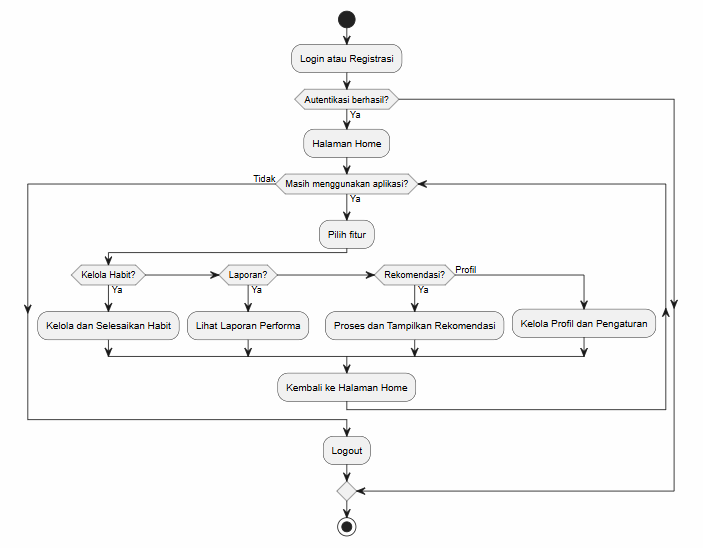 Login atau Registrasi
Autentikasi berhasil?
Ya
Halaman Home
Tidak
Masih menggunakan aplikasi?
Ya
Pilih fitur
Kelola Habit?
Laporan?
Rekomendasi?
Profil
Ya
Ya
Ya
Kelola dan Selesaikan Habit
Lihat Laporan Performa
Proses dan Tampilkan Rekomendasi
Kelola Profil dan Pengaturan
Kembali ke Halaman Home
Logout